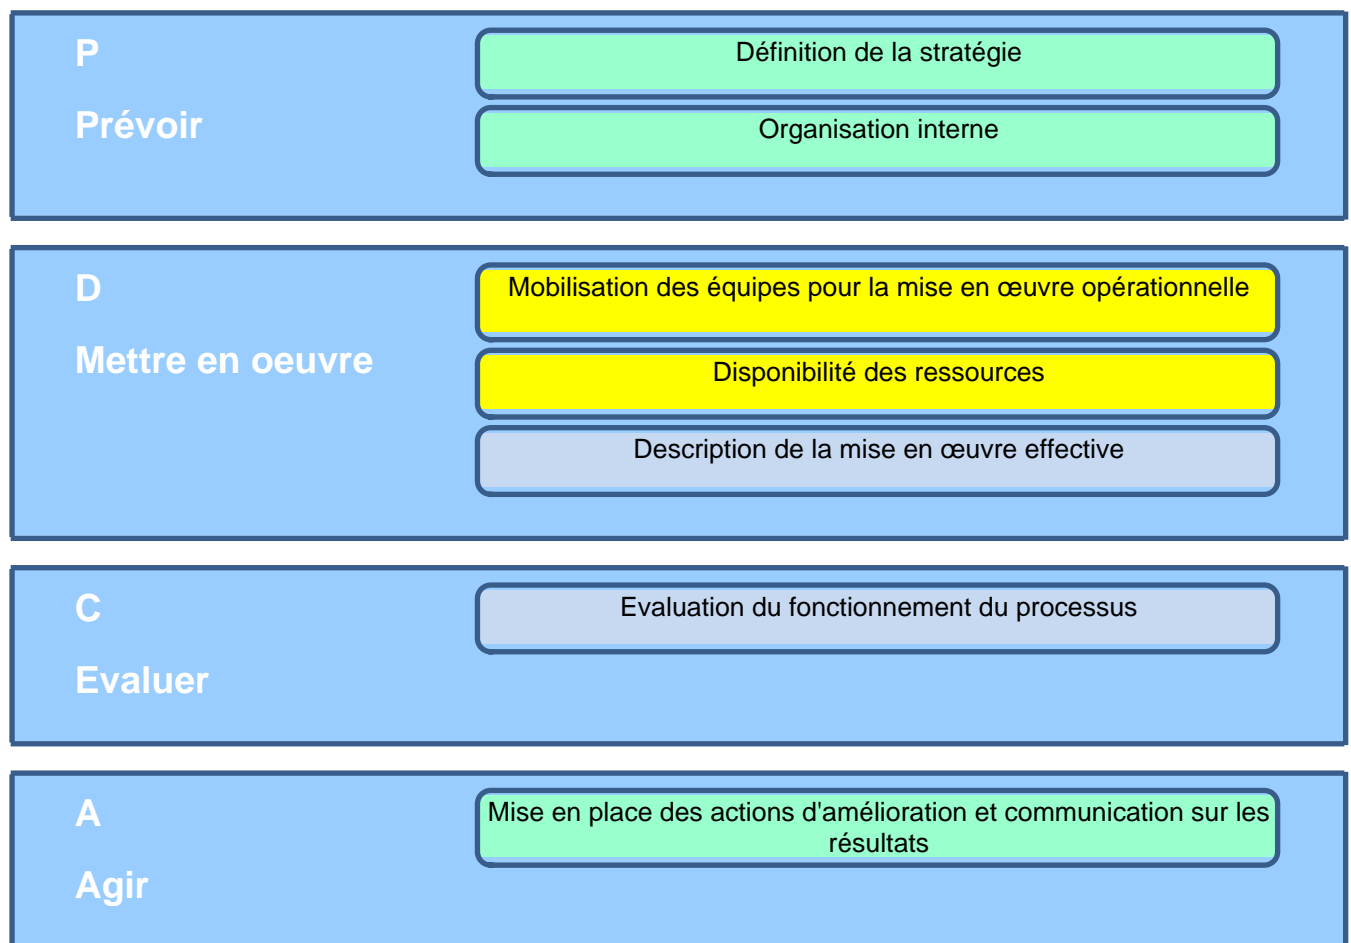 P
Prévoir
Définition de la stratégie
Organisation interne
D
Mettre en oeuvre
Mobilisation des équipes pour la mise en œuvre opérationnelle
Disponibilité des ressources
Description de la mise en œuvre effective
C
Evaluer
Evaluation du fonctionnement du processus
A
Agir
Mise en place des actions d'amélioration et communication sur les
résultats